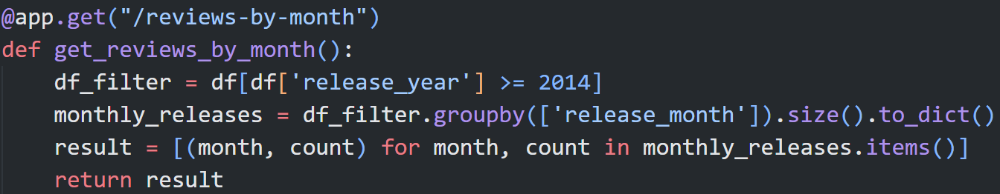 @app.get("/reviews-by-month")
def get_reviews_by_month():
    df_filter = df[df['release_year'] >= 2014]
    monthly_releases = df_filter.groupby(['release_month']).size().to_dict()
    result = [(month, count) for month, count in monthly_releases.items()]
    return result